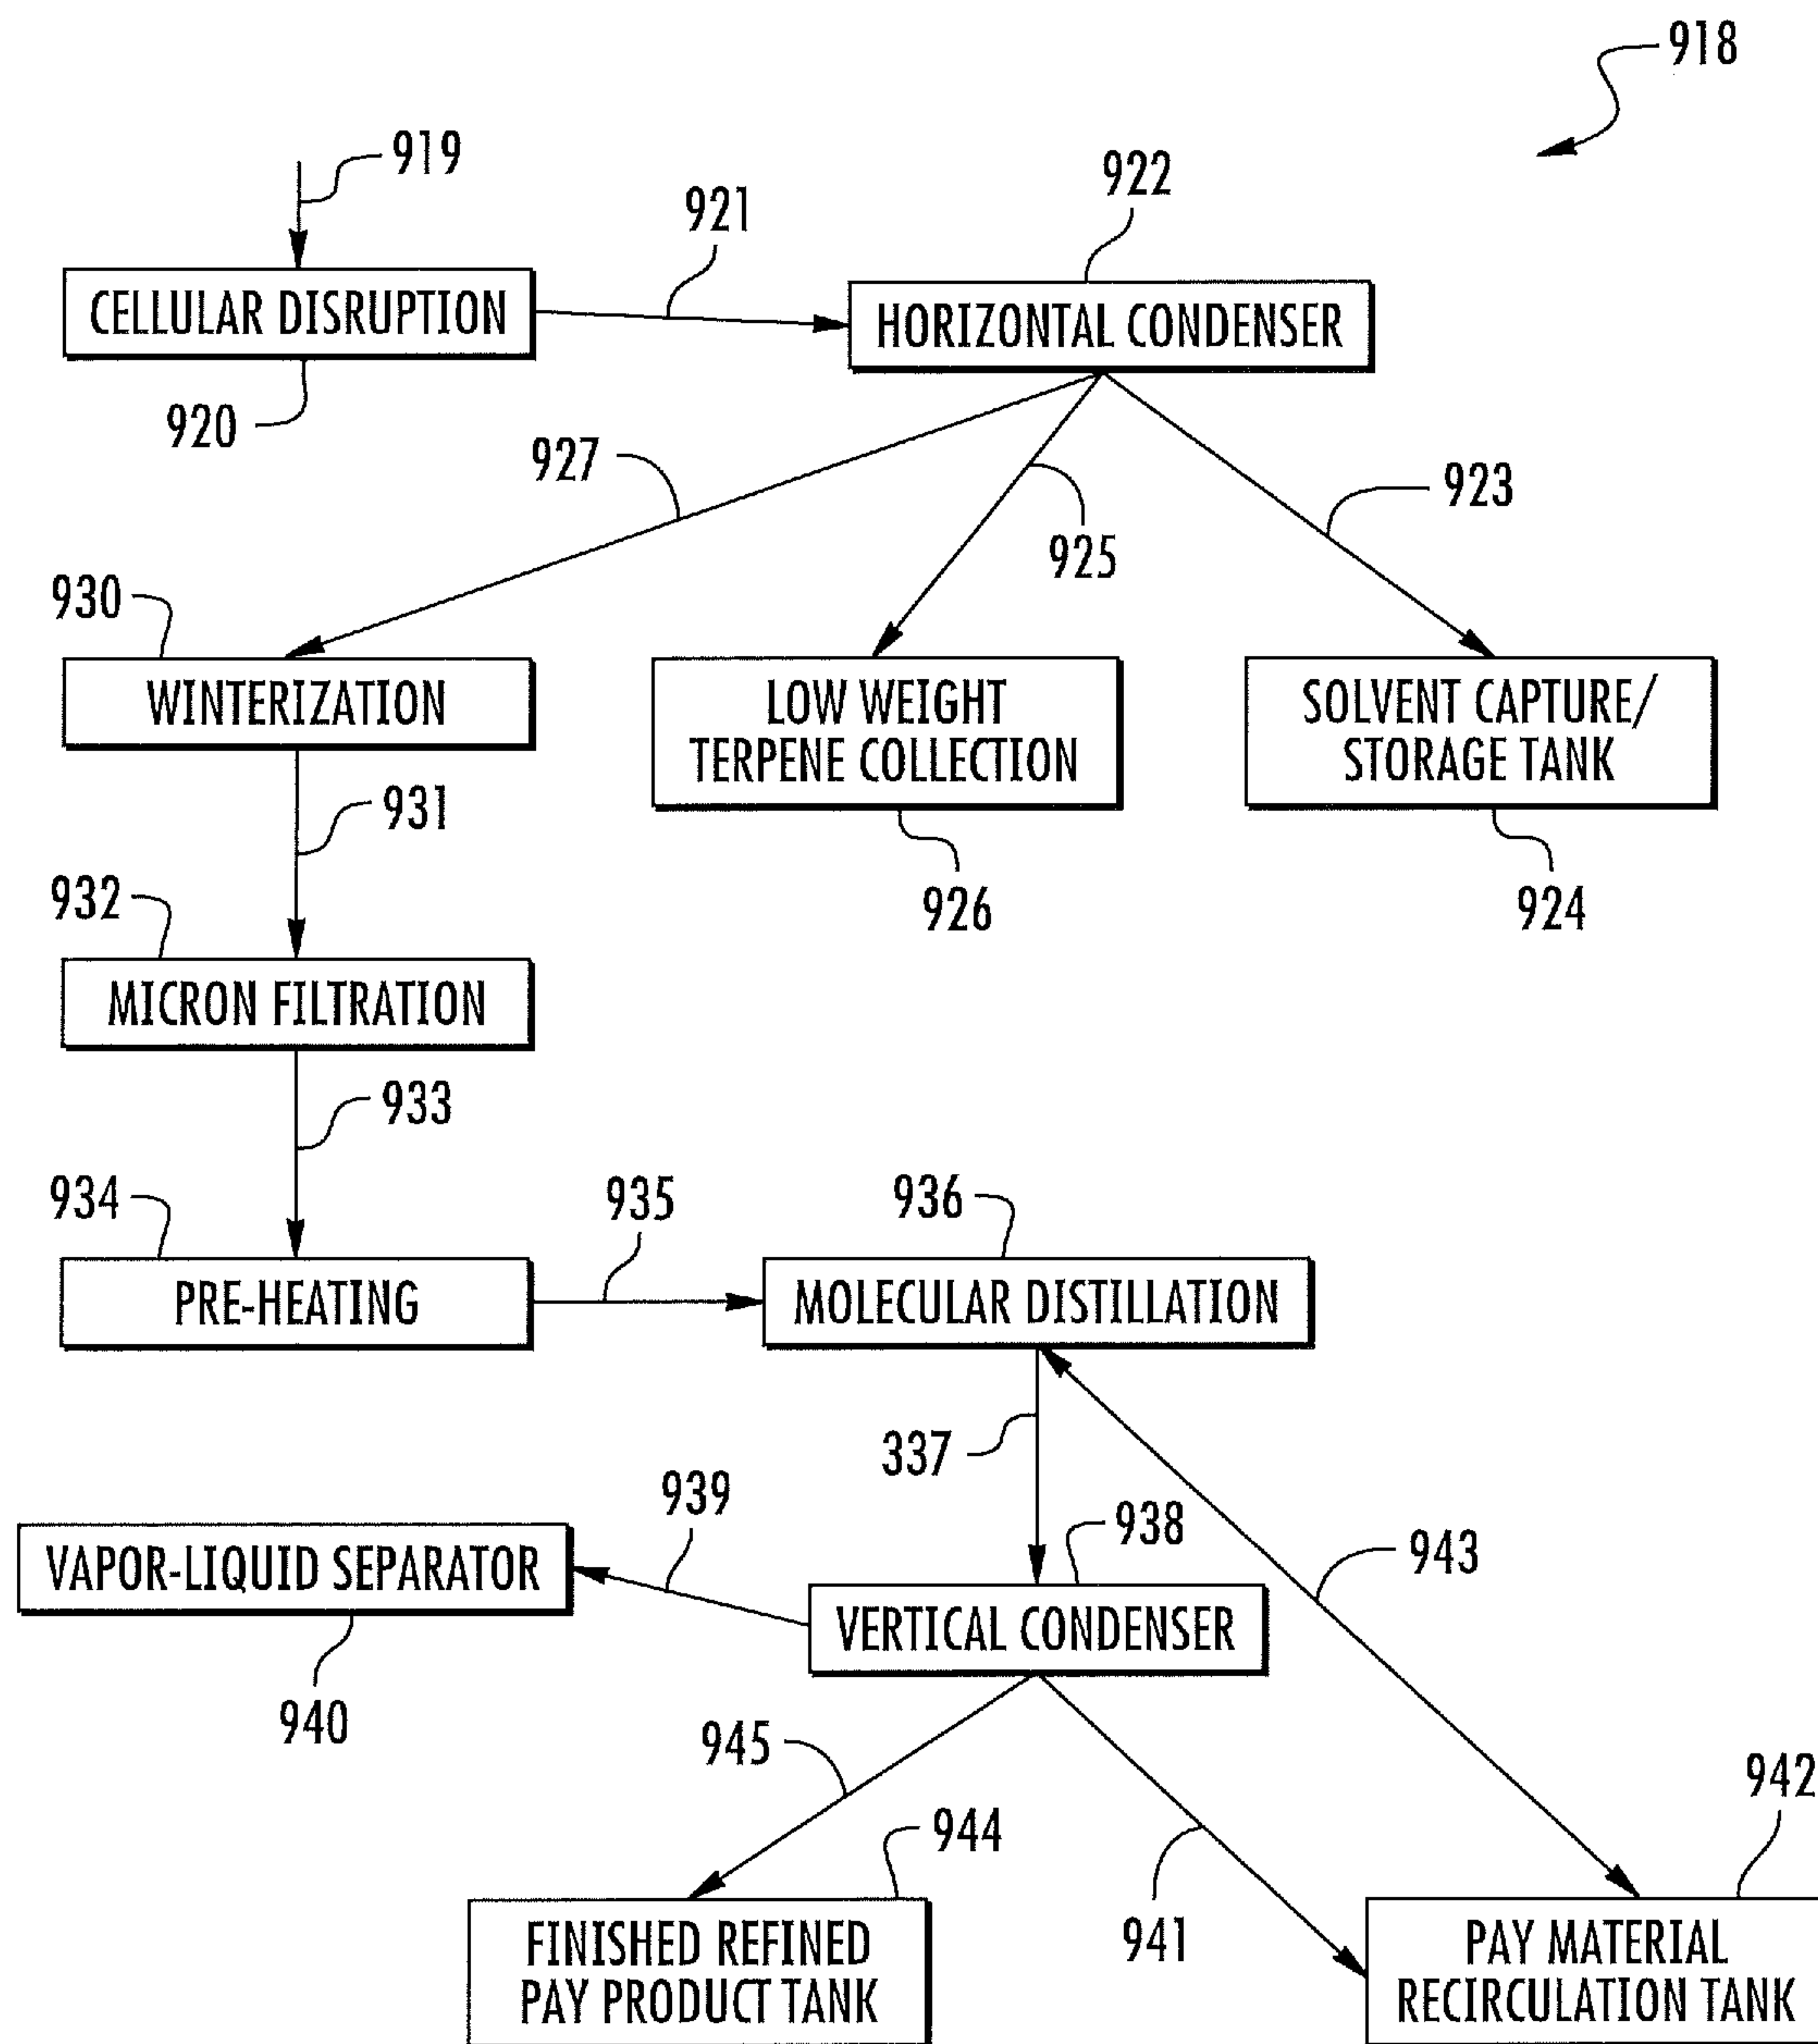 918
919
921
922
CELLULAR DISRUPTION
HORIZONTAL CONDENSER
920
927
925
923
930
WINTERIZATION
LOW WEIGHT
TERPENE COLLECTION
SOLVENT CAPTURE/
STORAGE TANK
931
932
926
924
MICRON FILTRATION
933
934
935
936
PRE-HEATING
MOLECULAR DISTILLATION
337
939
938
943
VAPOR-LIQUID SEPARATOR
VERTICAL CONDENSER
940
945
942
944
941
FINISHED REFINED
PAY PRODUCT TANK
PAY MATERIAL
RECIRCULATION TANK